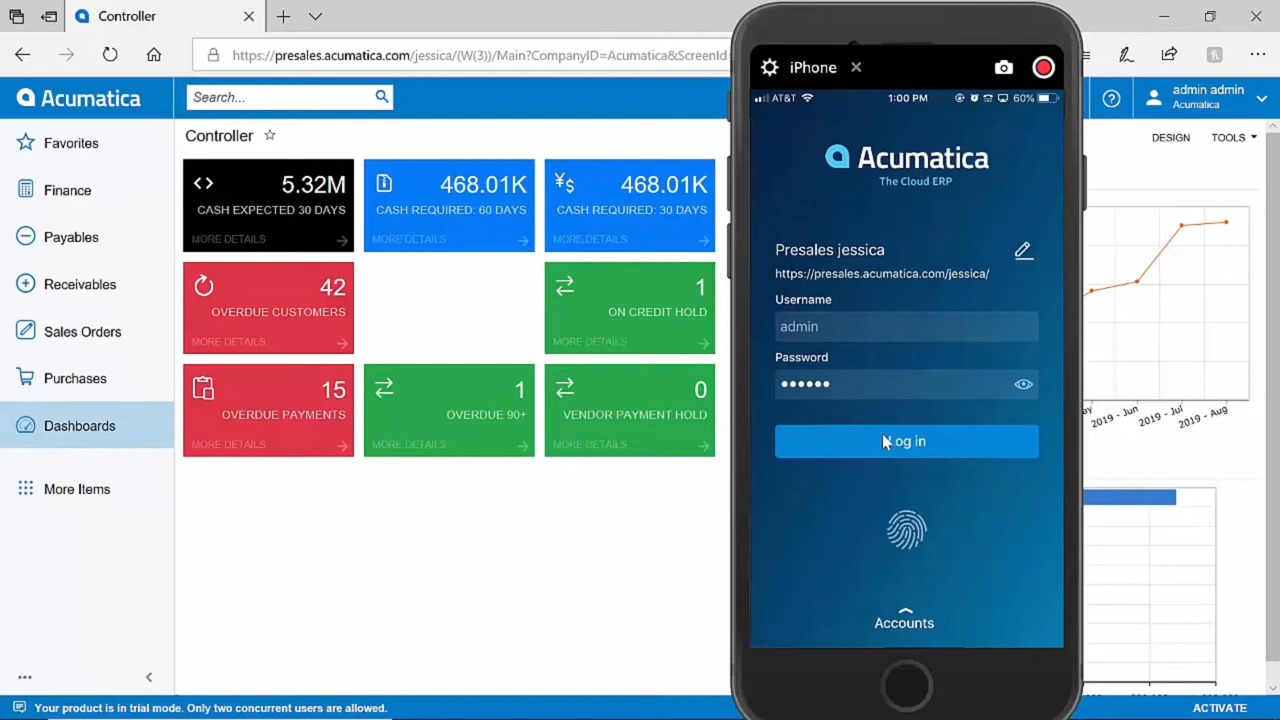 Controller
https://presales.acumatica.com/jessica/(W(3))/Main?CompanyID=Acumatica&ScreenId
Acumatica
Search...
admin admin
Acumatica
Favorites
Finance
Payables
Receivables
Sales Orders
Purchases
Dashboards
More Items
Controller
DESIGN
TOOLS
5.32M
CASH EXPECTED 30 DAYS
MORE DETAILS
468.01K
CASH REQUIRED: 60 DAYS
MORE DETAILS
¥$
468.01K
CASH REQUIRED: 30 DAYS
MORE DETAILS
42
OVERDUE CUSTOMERS
MORE DETAILS
1
ON CREDIT HOLD
MORE DETAILS
15
OVERDUE PAYMENTS
MORE DETAILS
1
OVERDUE 90+
MORE DETAILS
0
VENDOR PAYMENT HOLD
MORE DETAILS
iPhone
AT&T
1:00 PM
60%
Acumatica
The Cloud ERP
Presales jessica
https://presales.acumatica.com/jessica/
Username
admin
Password
••••••
Log in
Accounts
2019 - Jun
2019 - Jul
2019 - Aug
Your product is in trial mode. Only two concurrent users are allowed.
ACTIVATE